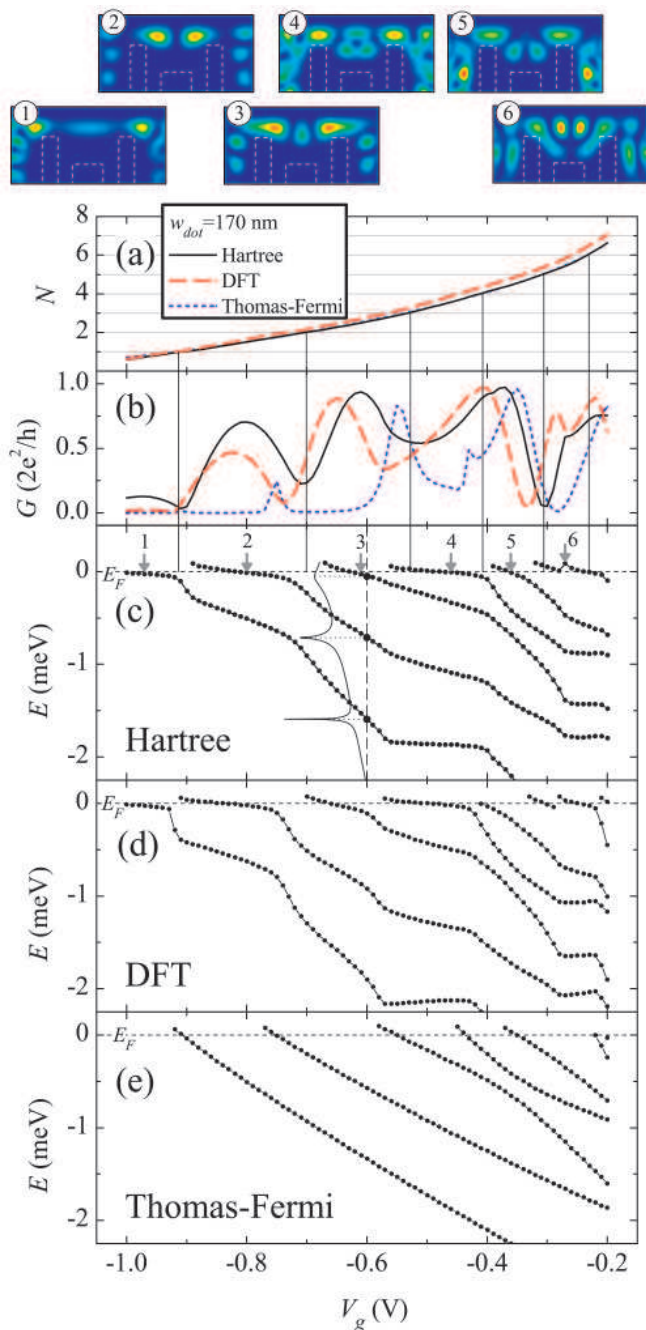 2 4 5
1 3 6
w_dot=170 nm
Hartree
DFT
Thomas-Fermi
(a)
N
8
6
4
2
(b)
G (2e²/h)
1.0
0.5
0.0
1 2 3 4 5 6
E_F
(c)
E (meV)
0
-1
-2
Hartree
E_F
(d)
E (meV)
0
-1
-2
DFT
E_F
(e)
E (meV)
0
-1
-2
Thomas-Fermi
-1.0 -0.8 -0.6 -0.4 -0.2
V_g (V)